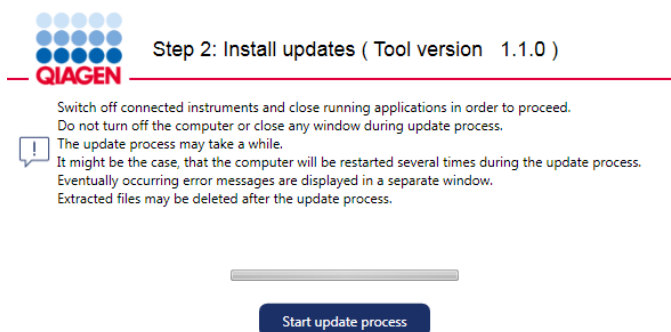 Step 2: Install updates ( Tool version 1.1.0 )
QIAGEN
Switch off connected instruments and close running applications in order to proceed.
Do not turn off the computer or close any window during update process.
The update process may take a while.
It might be the case, that the computer will be restarted several times during the update process.
Eventually occurring error messages are displayed in a separate window.
Extracted files may be deleted after the update process.
Start update process